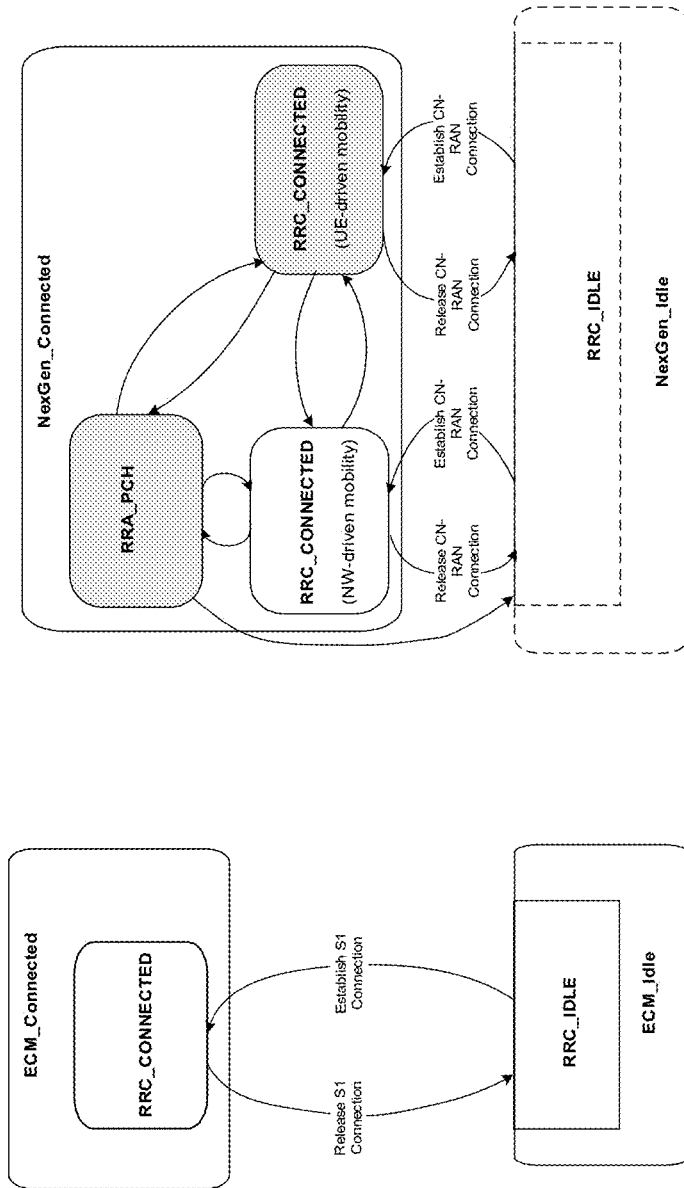 ECM_Connected
RRC_CONNECTED
Release S1
Connection
Establish S1
Connection
RRC_IDLE
ECM_Idle
NexGen_Connected
RRA_PCH
RRC_CONNECTED
(NW-driven mobility)
RRC_CONNECTED
(UE-driven mobility)
Release CN-
RAN
Connection
Establish CN-
RAN
Connection
Release CN-
RAN
Connection
Establish CN-
RAN
Connection
RRC_IDLE
NexGen_Idle